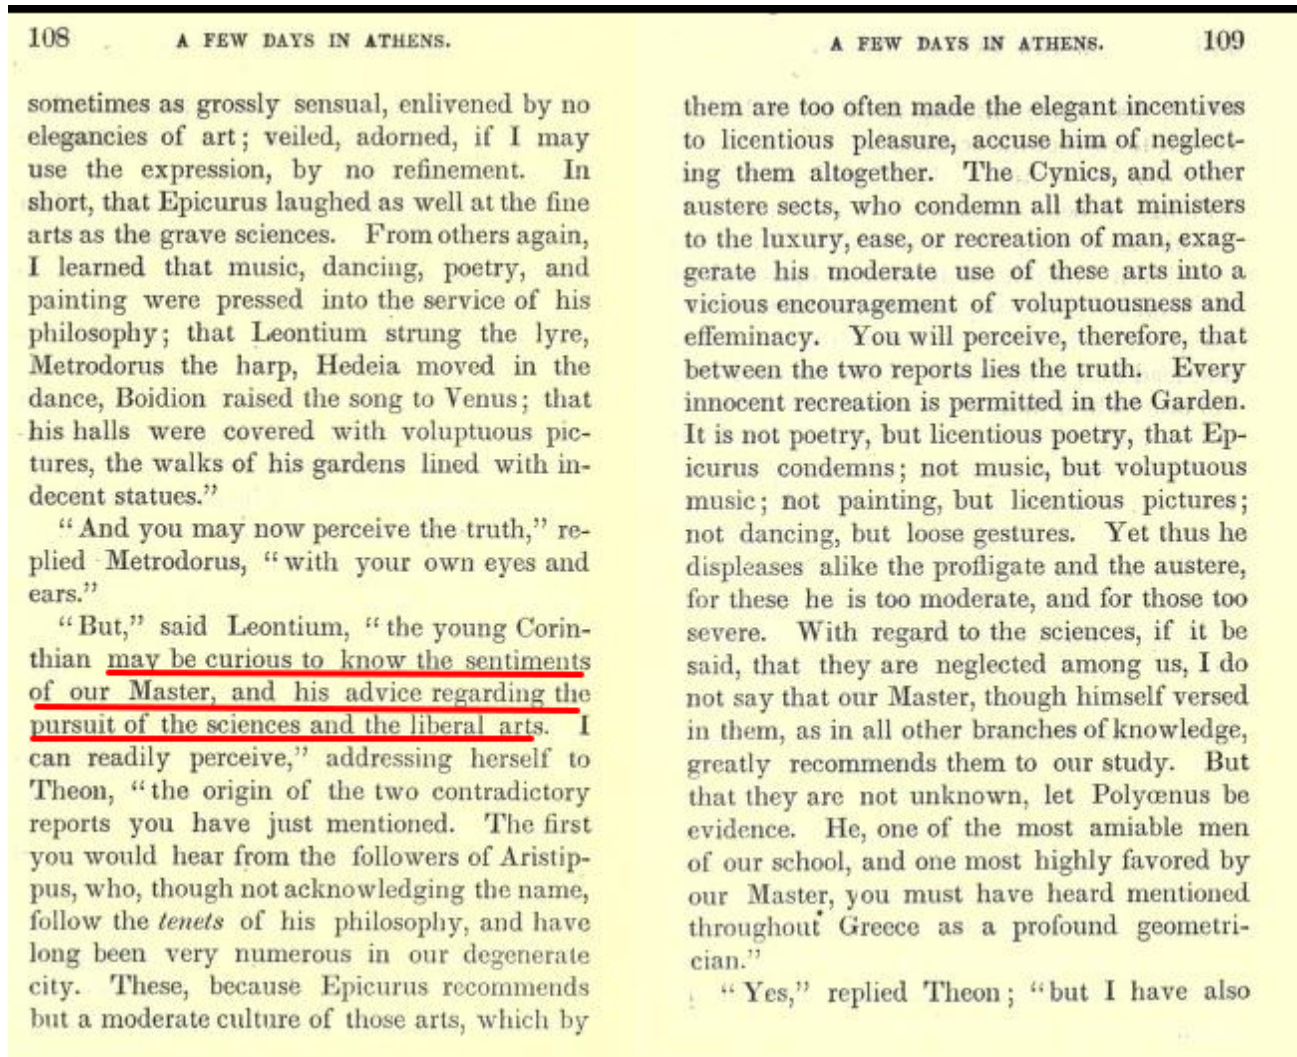 108 A FEW DAYS IN ATHENS.
sometimes as grossly sensual, enlivened by no
elegancies of art; veiled, adorned, if I may
use the expression, by no refinement. In
short, that Epicurus laughed as well at the fine
arts as the grave sciences. From others again,
I learned that music, dancing, poetry, and
painting were pressed into the service of his
philosophy; that Leontium strung the lyre,
Metrodorus the harp, Hedeia moved in the
dance, Boidion raised the song to Venus; that
his halls were covered with voluptuous pic-
tures, the walks of his gardens lined with in-
decent statues.”
“And you may now perceive the truth,” re-
plied Metrodorus, “with your own eyes and
ears.”
“But,” said Leontium, “the young Corin-
thian may be curious to know the sentiments
of our Master, and his advice regarding the
pursuit of the sciences and the liberal arts. I
can readily perceive,” addressing herself to
Theon, “the origin of the two contradictory
reports you have just mentioned. The first
you would hear from the followers of Aristip-
pus, who, though not acknowledging the name,
follow the tenets of his philosophy, and have
long been very numerous in our degenerate
city. These, because Epicurus recommends
but a moderate culture of those arts, which by
A FEW DAYS IN ATHENS. 109
them are too often made the elegant incentives
to licentious pleasure, accuse him of neglect-
ing them altogether. The Cynics, and other
austere sects, who condemn all that ministers
to the luxury, ease, or recreation of man, exag-
gerate his moderate use of these arts into a
vicious encouragement of voluptuousness and
effeminacy. You will perceive, therefore, that
between the two reports lies the truth. Every
innocent recreation is permitted in the Garden.
It is not poetry, but licentious poetry, that Ep-
icurus condemns; not music, but voluptuous
music; not painting, but licentious pictures;
not dancing, but loose gestures. Yet thus he
displeases alike the profligate and the austere,
for these he is too moderate, and for those too
severe. With regard to the sciences, if it be
said, that they are neglected among us, I do
not say that our Master, though himself versed
in them, as in all other branches of knowledge,
greatly recommends them to our study. But
that they are not unknown, let Polyœnus be
evidence. He, one of the most amiable men
of our school, and one most highly favored by
our Master, you must have heard mentioned
throughout Greece as a profound geometri-
cian.”
“Yes,” replied Theon; “but I have also